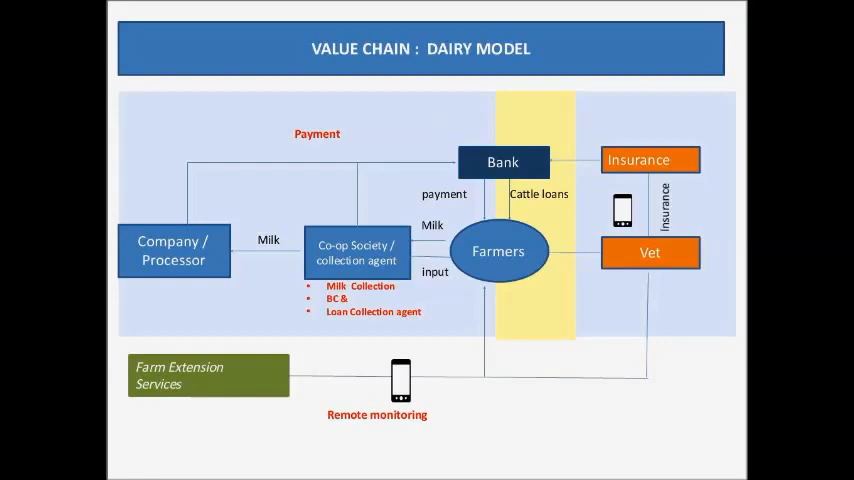 VALUE CHAIN : DAIRY MODEL
Payment
Bank
Insurance
payment
Cattle loans
Insurance
Company /
Processor
Milk
Co-op Society /
collection agent
Milk
input
Farmers
Vet
• Milk Collection
• BC &
• Loan Collection agent
Farm Extension
Services
Remote monitoring